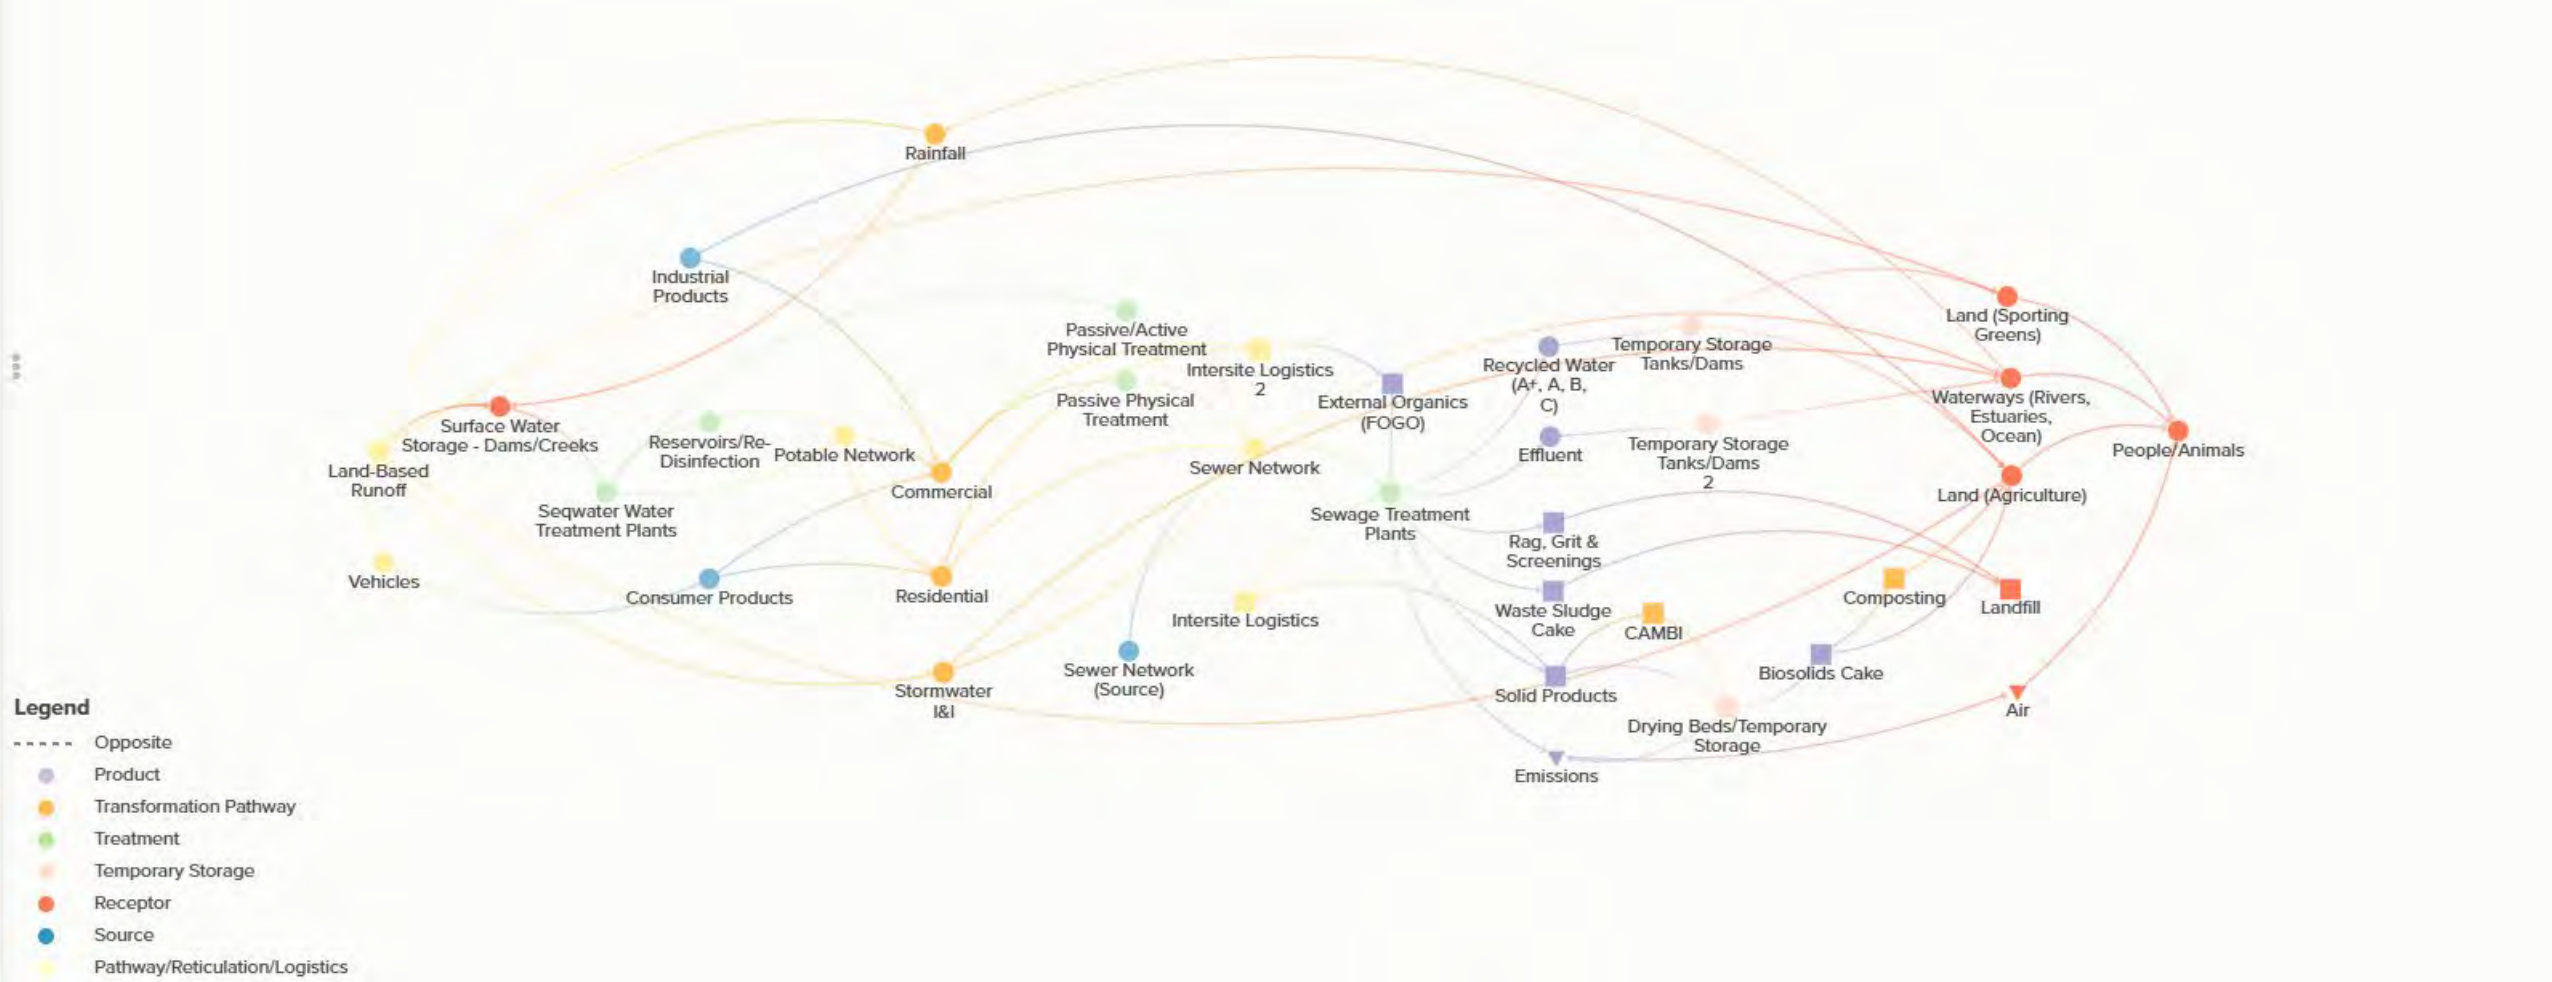 Rainfall
Industrial
Products
Land (Sporting
Greens)
Passive/Active
Physical Treatment
Temporary Storage
Tanks/Dams
Intersite Logistics
2
Recycled Water
(A+, A, B,
C)
External Organics
(FOGO)
Waterways (Rivers,
Estuaries,
Ocean)
Passive Physical
Treatment
Surface Water
Storage - Dams/Creeks
Reservoirs/Re-
Disinfection
Potable Network
Sewer Network
Effluent
Temporary Storage
Tanks/Dams
2
People/Animals
Land-Based
Runoff
Commercial
Land (Agriculture)
Seqwater Water
Treatment Plants
Sewage Treatment
Plants
Rag, Grit &
Screenings
Vehicles
Consumer Products
Residential
Intersite Logistics
Waste Sludge
Cake
CAMBI
Composting
Landfill
Sewer Network
(Source)
Biosolids Cake
Stormwater
I&I
Solid Products
Air
Drying Beds/Temporary
Storage
Emissions
Legend
Opposite
Product
Transformation Pathway
Treatment
Temporary Storage
Receptor
Source
Pathway/Reticulation/Logistics